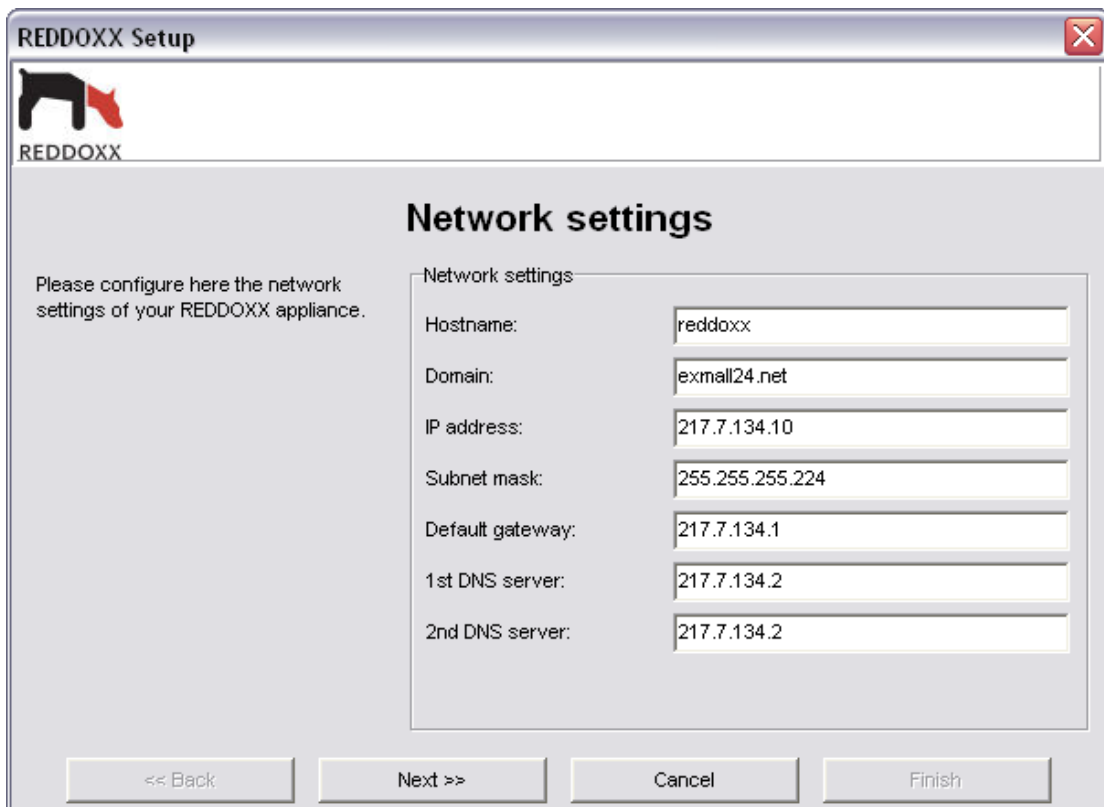 REDDOXX Setup
REDDOXX
Network settings
Please configure here the network
settings of your REDDOXX appliance.
Network settings
Hostname: reddoxx
Domain: exmall24.net
IP address: 217.7.134.10
Subnet mask: 255.255.255.224
Default gateway: 217.7.134.1
1st DNS server: 217.7.134.2
2nd DNS server: 217.7.134.2
<< Back Next >> Cancel Finish